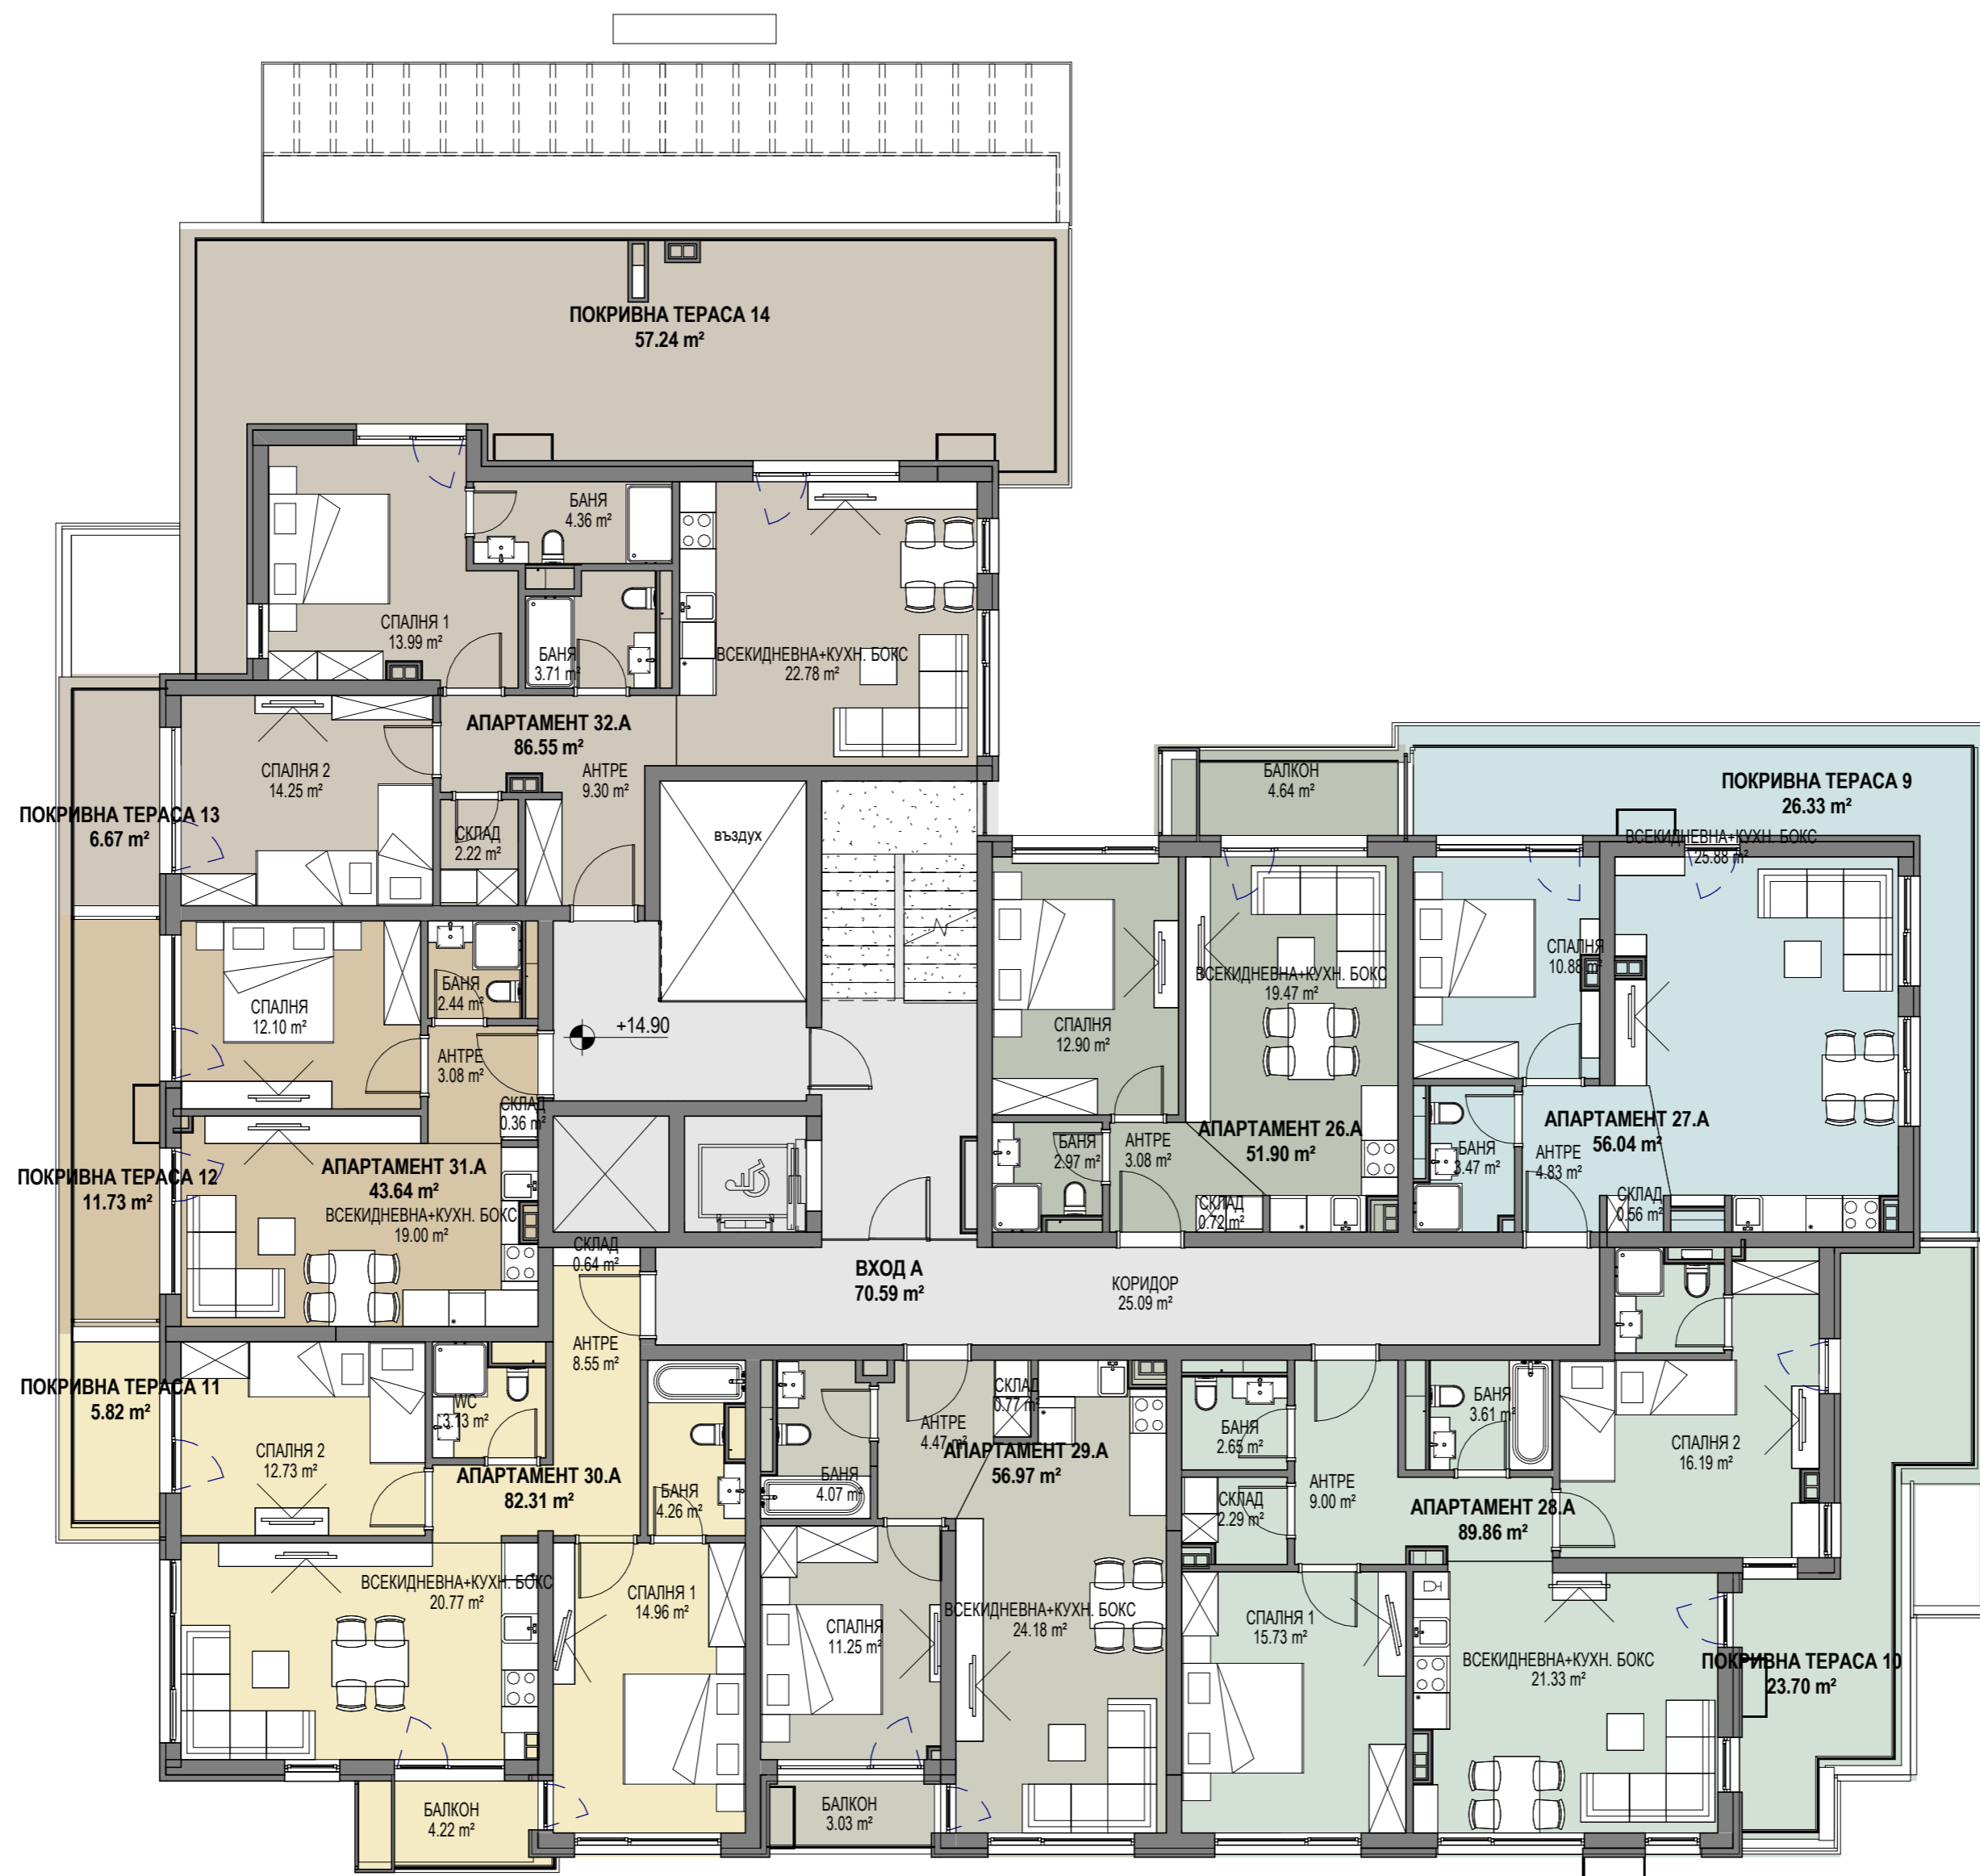 ПОКРИВНА ТЕРАСА 14
57.24 m²
БАНЯ
4.36 m²
СПАЛНЯ 1
13.99 m²
БАНЯ
3.71 m²
ВСЕКИДНЕВНА+КУХН. БОКС
22.78 m²
АПАРТАМЕНТ 32.А
86.55 m²
СПАЛНЯ 2
14.25 m²
АНТРЕ
9.30 m²
ПОКРИВНА ТЕРАСА 13
6.67 m²
СКЛАД
2.22 m²
въздух
БАЛКОН
4.64 m²
ПОКРИВНА ТЕРАСА 9
26.33 m²
ВСЕКИДНЕВНА+КУХН. БОКС
25.88 m²
СПАЛНЯ
10.88 m²
ВСЕКИДНЕВНА+КУХН. БОКС
19.47 m²
СПАЛНЯ
12.90 m²
СПАЛНЯ
12.10 m²
БАНЯ
2.44 m²
+14.90
АНТРЕ
3.08 m²
СКЛАД
0.36 m²
АПАРТАМЕНТ 26.А
51.90 m²
АПАРТАМЕНТ 27.А
56.04 m²
БАНЯ
2.97 m²
АНТРЕ
3.08 m²
БАНЯ
3.47 m²
АНТРЕ
4.83 m²
СКЛАД
0.72 m²
СКЛАД
0.56 m²
ПОКРИВНА ТЕРАСА 12
11.73 m²
АПАРТАМЕНТ 31.А
43.64 m²
ВСЕКИДНЕВНА+КУХН. БОКС
19.00 m²
СКЛАД
0.64 m²
ВХОД А
70.59 m²
КОРИДОР
25.09 m²
АНТРЕ
8.55 m²
ПОКРИВНА ТЕРАСА 11
5.82 m²
WC
3.13 m²
СПАЛНЯ 2
12.73 m²
АПАРТАМЕНТ 30.А
82.31 m²
БАНЯ
4.26 m²
БАНЯ
4.07 m²
АНТРЕ
4.47 m²
СКЛАД
0.77 m²
АПАРТАМЕНТ 29.А
56.97 m²
БАНЯ
2.65 m²
СКЛАД
2.29 m²
АНТРЕ
9.00 m²
БАНЯ
3.61 m²
СПАЛНЯ 2
16.19 m²
АПАРТАМЕНТ 28.А
89.86 m²
ВСЕКИДНЕВНА+КУХН. БОКС
20.77 m²
СПАЛНЯ 1
14.96 m²
СПАЛНЯ
11.25 m²
ВСЕКИДНЕВНА+КУХН. БОКС
24.18 m²
СПАЛНЯ 1
15.73 m²
ВСЕКИДНЕВНА+КУХН. БОКС
21.33 m²
ПОКРИВНА ТЕРАСА 10
23.70 m²
БАЛКОН
4.22 m²
БАЛКОН
3.03 m²